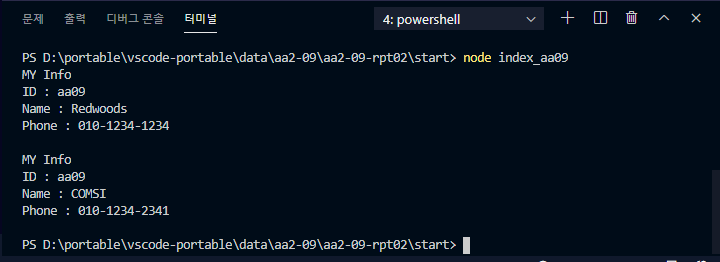 문제 출력 디버그 콘솔 터미널 4: powershell
PS D:\portable\vscode-portable\data\aa2-09\aa2-09-rpt02\start> node index_aa09
MY Info
ID : aa09
Name : Redwoods
Phone : 010-1234-1234
MY Info
ID : aa09
Name : COMSI
Phone : 010-1234-2341
PS D:\portable\vscode-portable\data\aa2-09\aa2-09-rpt02\start>